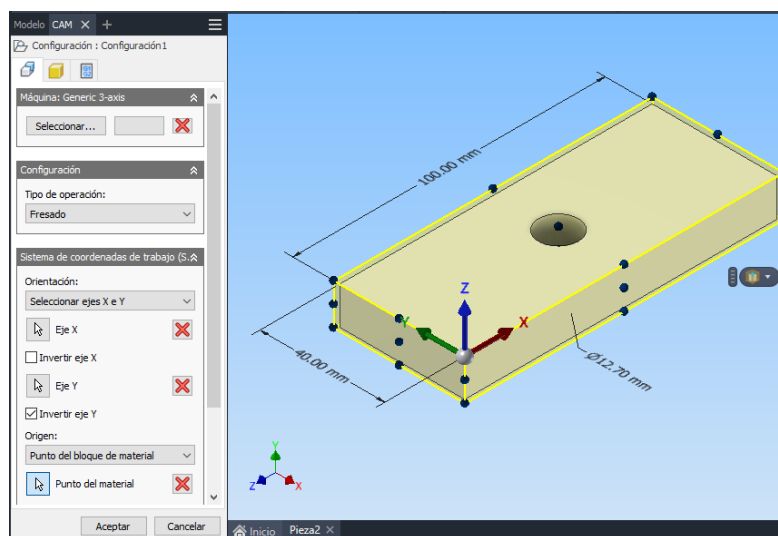 Modelo CAM × +
Configuración : Configuración1
Máquina: Generic 3-axis
Seleccionar...
Configuración
Tipo de operación:
Fresado
Sistema de coordenadas de trabajo (S.
Orientación:
Seleccionar ejes X e Y
Eje X
Invertir eje X
Eje Y
Invertir eje Y
Origen:
Punto del bloque de material
Punto del material
Aceptar Cancelar
100.00 mm
Z
Y X
40.00 mm
Ø12.70 mm
Y
Z X
Inicio Pieza2 ×